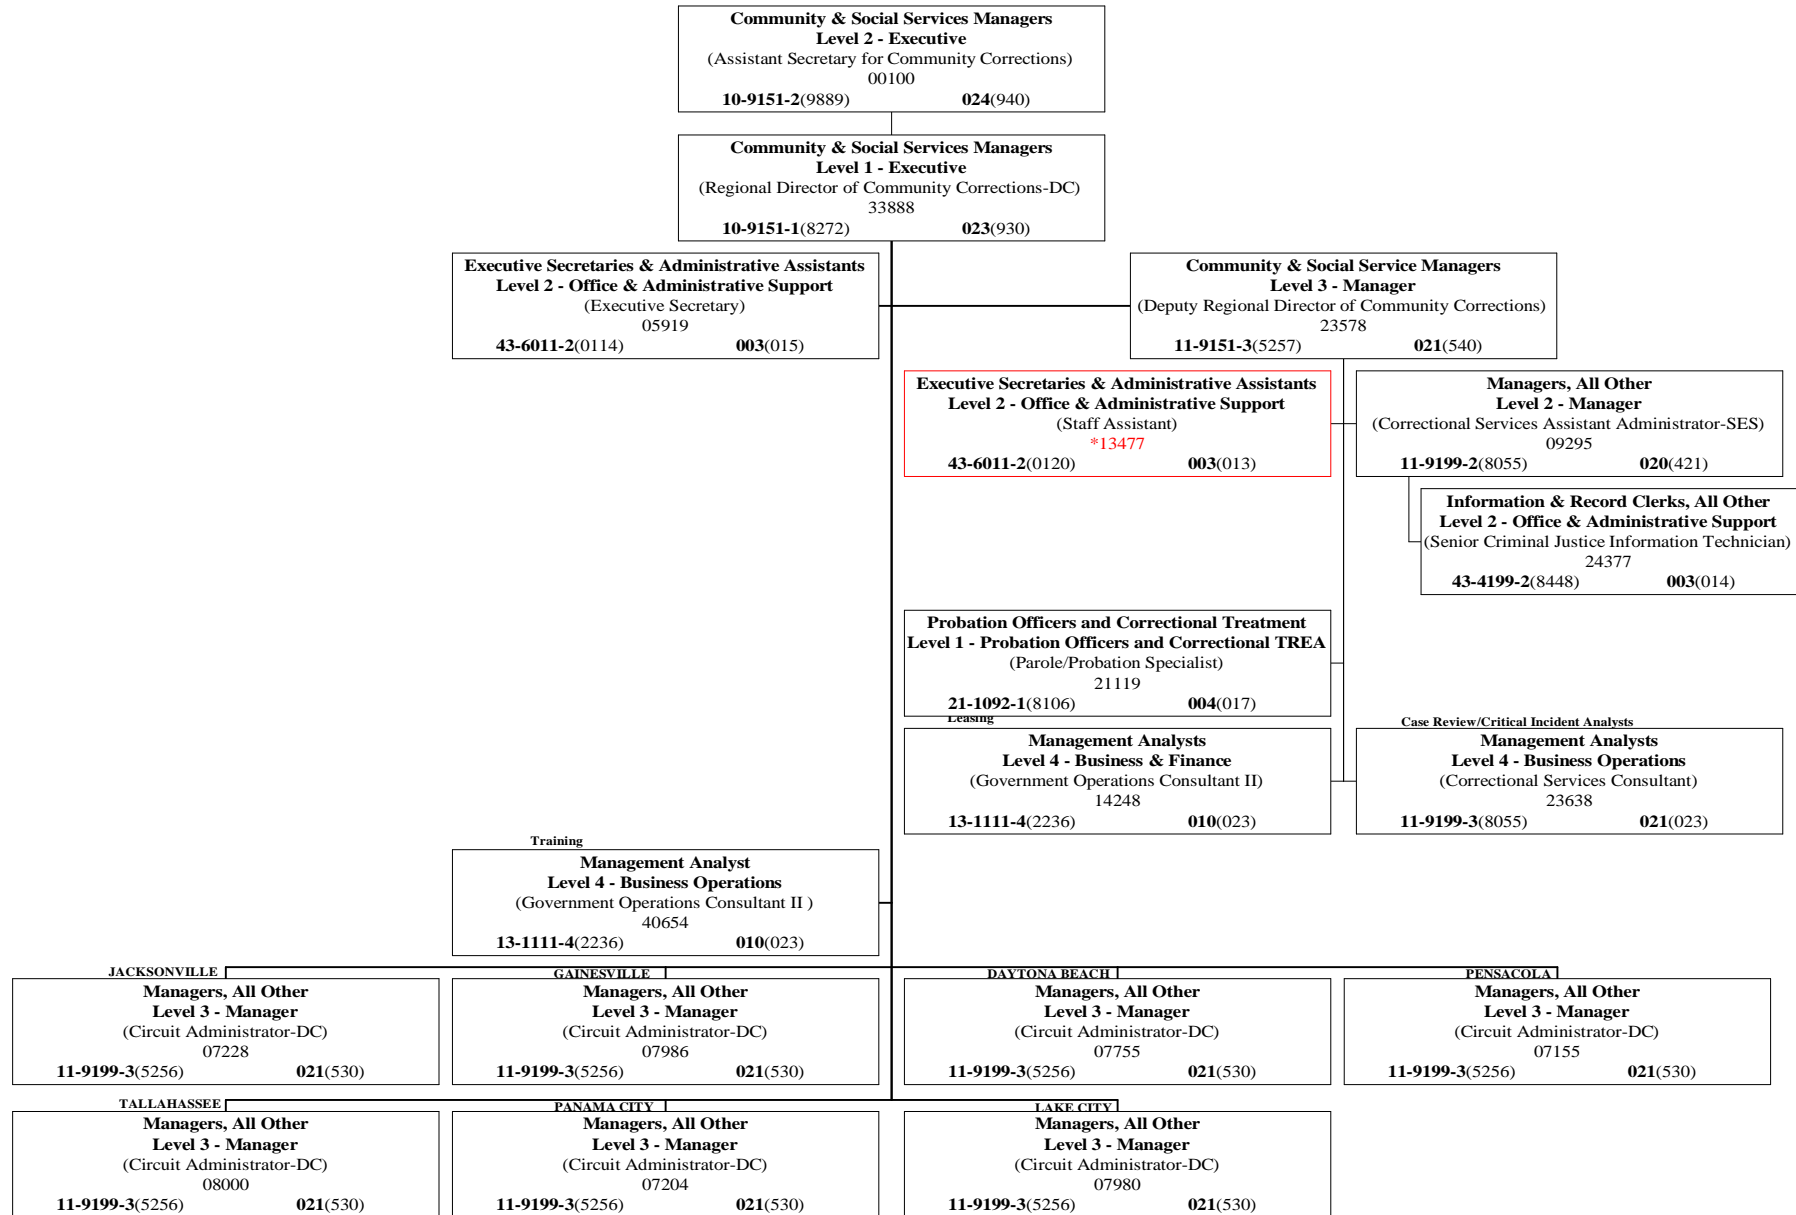 Community & Social Services Managers
Level 2 - Executive
(Assistant Secretary for Community Corrections)
00100
10-9151-2(9889) 024(940)
Community & Social Services Managers
Level 1 - Executive
(Regional Director of Community Corrections-DC)
33888
10-9151-1(8272) 023(930)
Executive Secretaries & Administrative Assistants
Level 2 - Office & Administrative Support
(Executive Secretary)
05919
43-6011-2(0114) 003(015)
Community & Social Service Managers
Level 3 - Manager
(Deputy Regional Director of Community Corrections)
23578
11-9151-3(5257) 021(540)
Executive Secretaries & Administrative Assistants
Level 2 - Office & Administrative Support
(Staff Assistant)
*13477
43-6011-2(0120) 003(013)
Managers, All Other
Level 2 - Manager
(Correctional Services Assistant Administrator-SES)
09295
11-9199-2(8055) 020(421)
Information & Record Clerks, All Other
Level 2 - Office & Administrative Support
(Senior Criminal Justice Information Technician)
24377
43-4199-2(8448) 003(014)
Probation Officers and Correctional Treatment
Level 1 - Probation Officers and Correctional TREA
(Parole/Probation Specialist)
21119
21-1092-1(8106) 004(017)
Leasing
Management Analysts
Level 4 - Business & Finance
(Government Operations Consultant II)
14248
13-1111-4(2236) 010(023)
Case Review/Critical Incident Analysts
Management Analysts
Level 4 - Business Operations
(Correctional Services Consultant)
23638
11-9199-3(8055) 021(023)
Training
Management Analyst
Level 4 - Business Operations
(Government Operations Consultant II )
40654
13-1111-4(2236) 010(023)
JACKSONVILLE
Managers, All Other
Level 3 - Manager
(Circuit Administrator-DC)
07228
11-9199-3(5256) 021(530)
GAINESVILLE
Managers, All Other
Level 3 - Manager
(Circuit Administrator-DC)
07986
11-9199-3(5256) 021(530)
DAYTONA BEACH
Managers, All Other
Level 3 - Manager
(Circuit Administrator-DC)
07755
11-9199-3(5256) 021(530)
PENSACOLA
Managers, All Other
Level 3 - Manager
(Circuit Administrator-DC)
07155
11-9199-3(5256) 021(530)
TALLAHASSEE
Managers, All Other
Level 3 - Manager
(Circuit Administrator-DC)
08000
11-9199-3(5256) 021(530)
PANAMA CITY
Managers, All Other
Level 3 - Manager
(Circuit Administrator-DC)
07204
11-9199-3(5256) 021(530)
LAKE CITY
Managers, All Other
Level 3 - Manager
(Circuit Administrator-DC)
07980
11-9199-3(5256) 021(530)